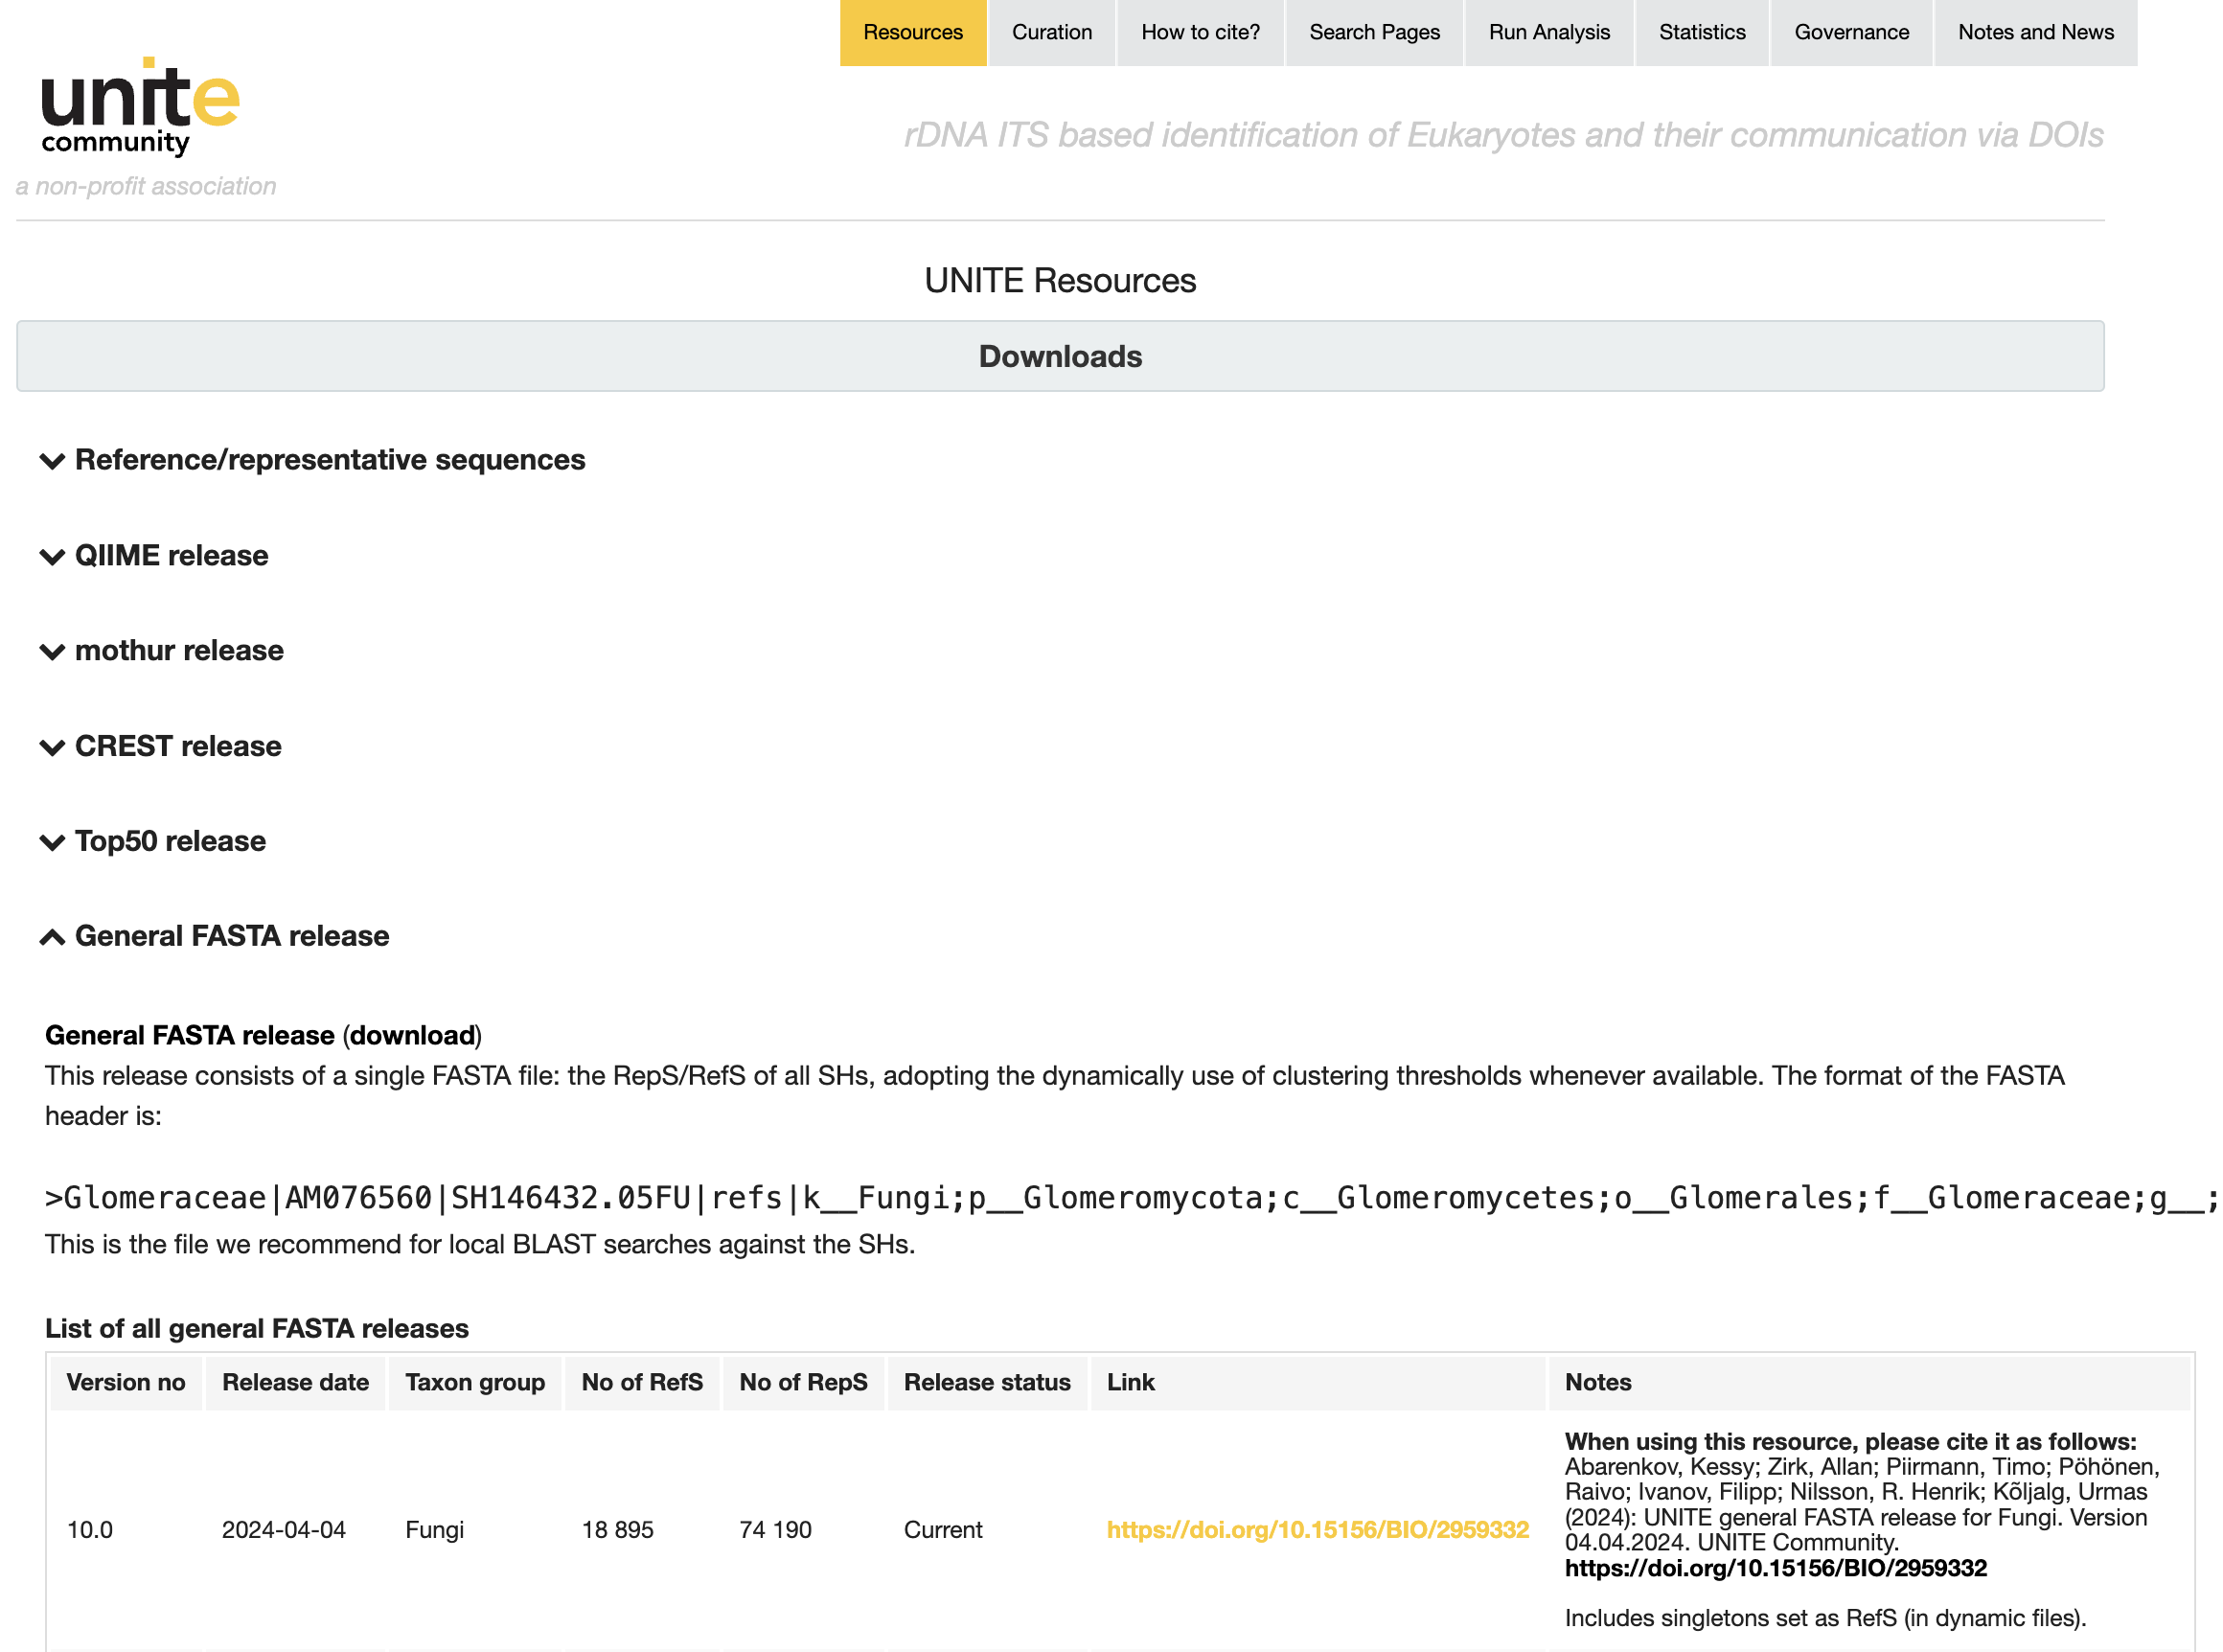 Resources Curation How to cite? Search Pages Run Analysis Statistics Governance Notes and News
unite
community
rDNA ITS based identification of Eukaryotes and their communication via DOIs
a non-profit association
UNITE Resources
Downloads
Reference/representative sequences
QIIME release
mothur release
CREST release
Top50 release
General FASTA release
General FASTA release (download)
This release consists of a single FASTA file: the RepS/RefS of all SHs, adopting the dynamically use of clustering thresholds whenever available. The format of the FASTA
header is:
>Glomeraceae|AM076560|SH146432.05FU|refs|k__Fungi;p__Glomeromycota;c__Glomeromycetes;o__Glomerales;f__Glomeraceae;g__;
This is the file we recommend for local BLAST searches against the SHs.
List of all general FASTA releases
Version no Release date Taxon group No of RefS No of RepS Release status Link Notes
10.0 2024-04-04 Fungi 18 895 74 190 Current https://doi.org/10.15156/BIO/2959332
When using this resource, please cite it as follows:
Abarenkov, Kessy; Zirk, Allan; Piirmann, Timo; Pöhönen,
Raivo; Ivanov, Filipp; Nilsson, R. Henrik; Kõljalg, Urmas
(2024): UNITE general FASTA release for Fungi. Version
04.04.2024. UNITE Community.
https://doi.org/10.15156/BIO/2959332
Includes singletons set as RefS (in dynamic files).